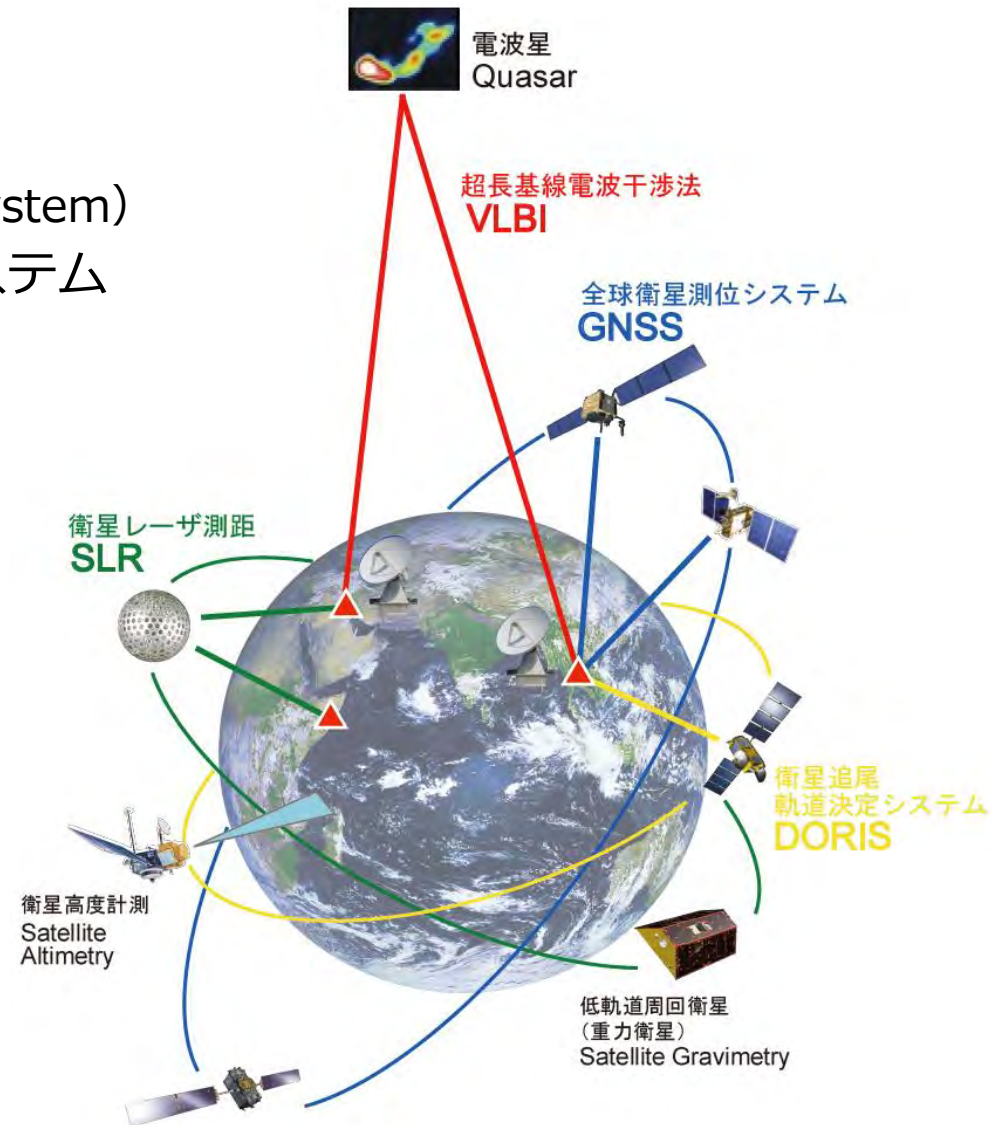 電波星
Quasar
ystem）
ステム
超長基線電波干渉法
VLBI
全球衛星測位システム
GNSS
衛星レーザ測距
SLR
衛星追尾
軌道決定システム
DORIS
衛星高度計測
Satellite
Altimetry
低軌道周回衛星
（重力衛星）
Satellite Gravimetry